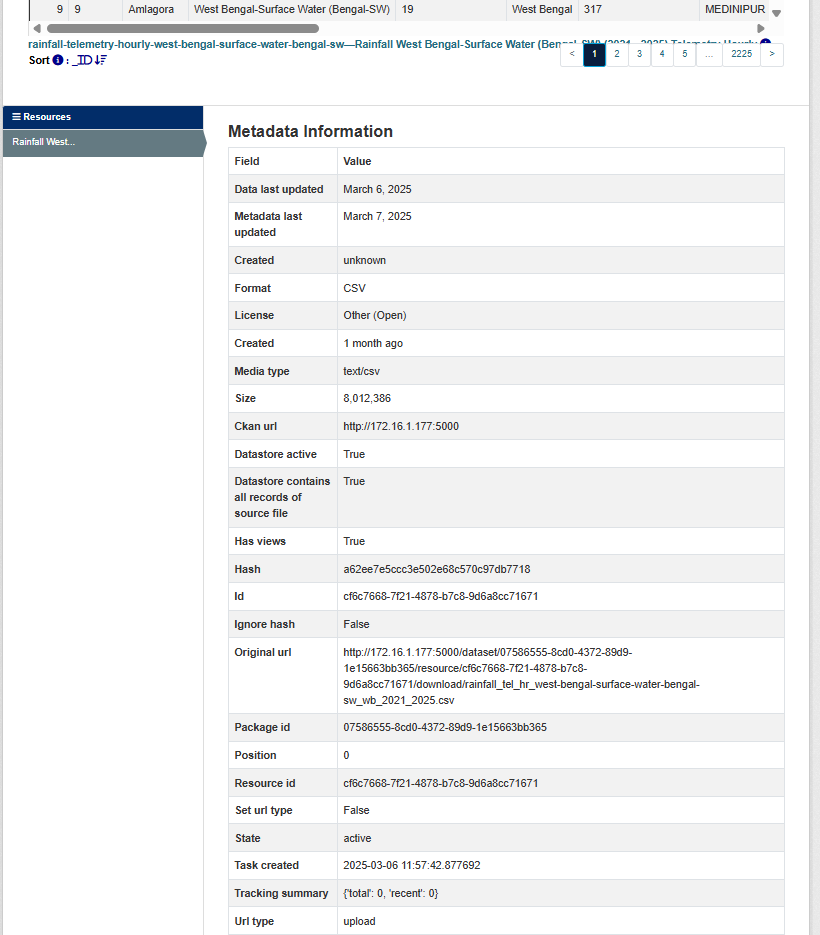 9 9 Amlagora West Bengal-Surface Water (Bengal-SW) 19 West Bengal 317 MEDINIPUR
rainfall-telemetry-hourly-west-bengal-surface-water-bengal-sw—Rainfall West Bengal-Surface Water (Bengal-SW) (2021 - 2025) Telemetry Hourly
Sort : _ID
< 1 2 3 4 5 ... 2225 >
Resources
Rainfall West...
Metadata Information
Field Value
Data last updated March 6, 2025
Metadata last March 7, 2025
updated
Created unknown
Format CSV
License Other (Open)
Created 1 month ago
Media type text/csv
Size 8,012,386
Ckan url http://172.16.1.177:5000
Datastore active True
Datastore contains True
all records of
source file
Has views True
Hash a62ee7e5ccc3e502e68c570c97db7718
Id cf6c7668-7f21-4878-b7c8-9d6a8cc71671
Ignore hash False
Original url http://172.16.1.177:5000/dataset/07586555-8cd0-4372-89d9-
1e15663bb365/resource/cf6c7668-7f21-4878-b7c8-
9d6a8cc71671/download/rainfall_tel_hr_west-bengal-surface-water-bengal-
sw_wb_2021_2025.csv
Package id 07586555-8cd0-4372-89d9-1e15663bb365
Position 0
Resource id cf6c7668-7f21-4878-b7c8-9d6a8cc71671
Set url type False
State active
Task created 2025-03-06 11:57:42.877692
Tracking summary {'total': 0, 'recent': 0}
Url type upload